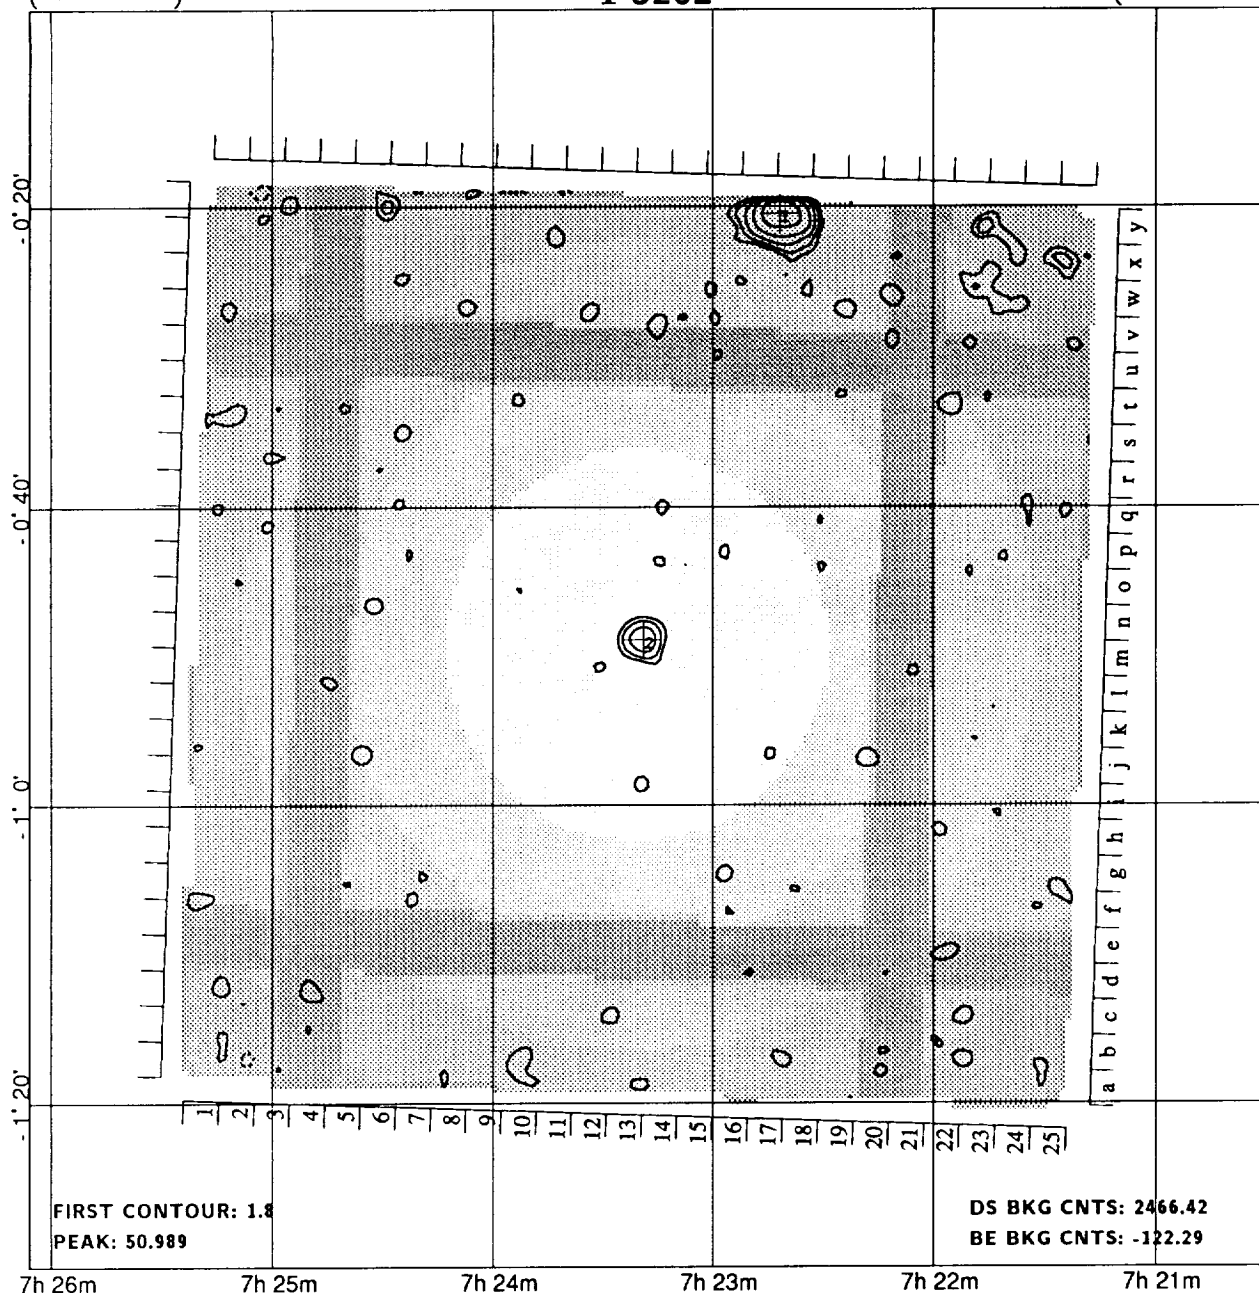 - 0° 20'
y
x
w
v
u
t
s
r
q
p
o
n
m
l
k
j
i
h
g
f
e
d
c
b
a
- 0° 40'
- 1° 0'
- 1° 20'
1 2 3 4 5 6 7 8 9 10 11 12 13 14 15 16 17 18 19 20 21 22 23 24 25
FIRST CONTOUR: 1.8
PEAK: 50.989
DS BKG CNTS: 2466.42
BE BKG CNTS: -122.29
7h 26m 7h 25m 7h 24m 7h 23m 7h 22m 7h 21m